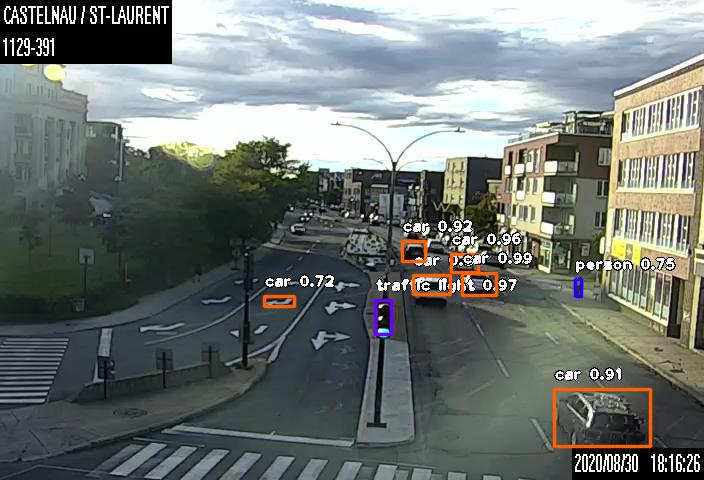 CASTELNAU / ST-LAURENT
1129-391
car 0.92
car 0.96
car 0.99
person 0.75
car 0.72
traffic light 0.97
car 0.91
2020/08/30 18:16:26